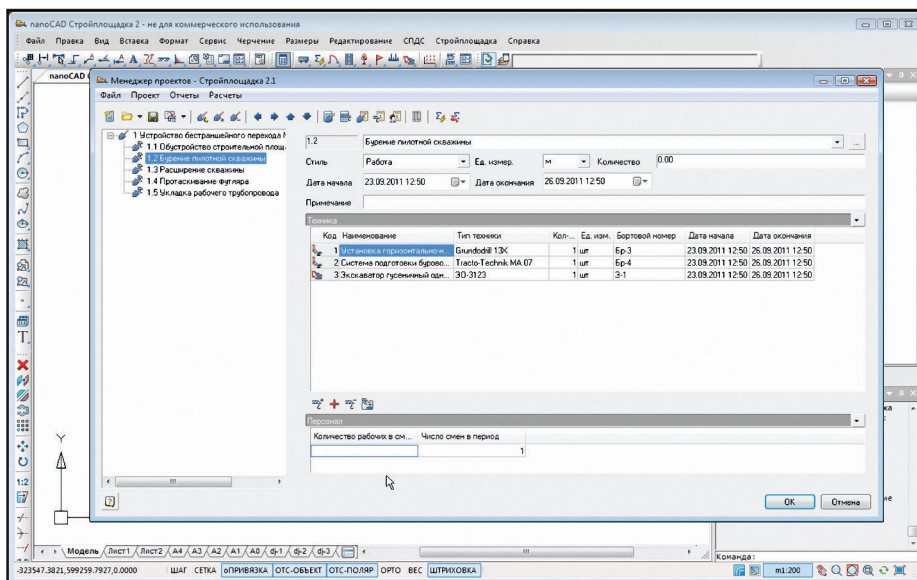 nanoCAD Стройплощадка 2 - не для коммерческого использования
Файл Правка Вид Вставка Формат Сервис Черчение Размеры Редактирование СПДС Стройплощадка Справка
nanoCAD
Менеджер проектов - Стройплощадка 2.1
Файл Проект Отчеты Расчеты
1 Устройство бестраншейного перехода
1.1 Обустройство строительной площ
1.2 Бурение пилотной скважины
1.3 Расширение скважины
1.4 Протаскивание футляра
1.5 Укладка рабочего трубопровода
1.2 Бурение пилотной скважины ...
Стиль Работа Ед. измер. м Количество 0.00
Дата начала 23.09.2011 12:50 Дата окончания 26.09.2011 12:50
Примечание
Техника
Код Наименование Тип техники Кол-... Ед. изм. Бортовой номер Дата начала Дата окончания
1 Установка горизонтально-н... Grundodrill 13X 1 шт Бр-3 23.09.2011 12:50 26.09.2011 12:50
2 Система подготовки бурово... Tracto-Technik MA 07 1 шт Бр-4 23.09.2011 12:50 26.09.2011 12:50
3 Экскаватор гусеничный одн... ЭО-3123 1 шт Э-1 23.09.2011 12:50 26.09.2011 12:50
Персонал
Количество рабочих в см... Число смен в период
1
OK Отмена
Y
1:2
Модель Лист1 Лист2 A4 A3 A2 A1 A0 dj-1 dj-2 dj-3
Команда:
-323547.3821,599259.7927,0.0000 ШАГ СЕТКА оПРИВЯЗКА ОТС-ОБЪЕКТ ОТС-ПОЛЯР ОРТО ВЕС ШТРИХОВКА m1:200